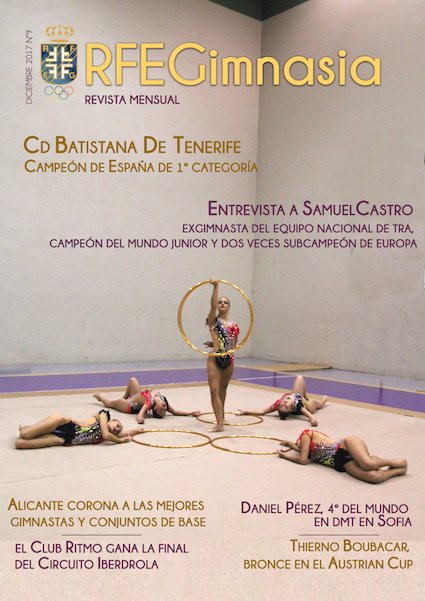 DICIEMBRE 2017 Nº9
RFEGimnasia
REVISTA MENSUAL
CD BATISTANA DE TENERIFE
CAMPEÓN DE ESPAÑA DE 1º CATEGORÍA
ENTREVISTA A SAMUELCASTRO
EXGIMNASTA DEL EQUIPO NACIONAL DE TRA,
CAMPEÓN DEL MUNDO JUNIOR Y DOS VECES SUBCAMPEÓN DE EUROPA
ALICANTE CORONA A LAS MEJORES
GIMNASTAS Y CONJUNTOS DE BASE
EL CLUB RITMO GANA LA FINAL
DEL CIRCUITO IBERDROLA
DANIEL PÉREZ, 4º DEL MUNDO
EN DMT EN SOFIA
THIERNO BOUBACAR,
BRONCE EN EL AUSTRIAN CUP